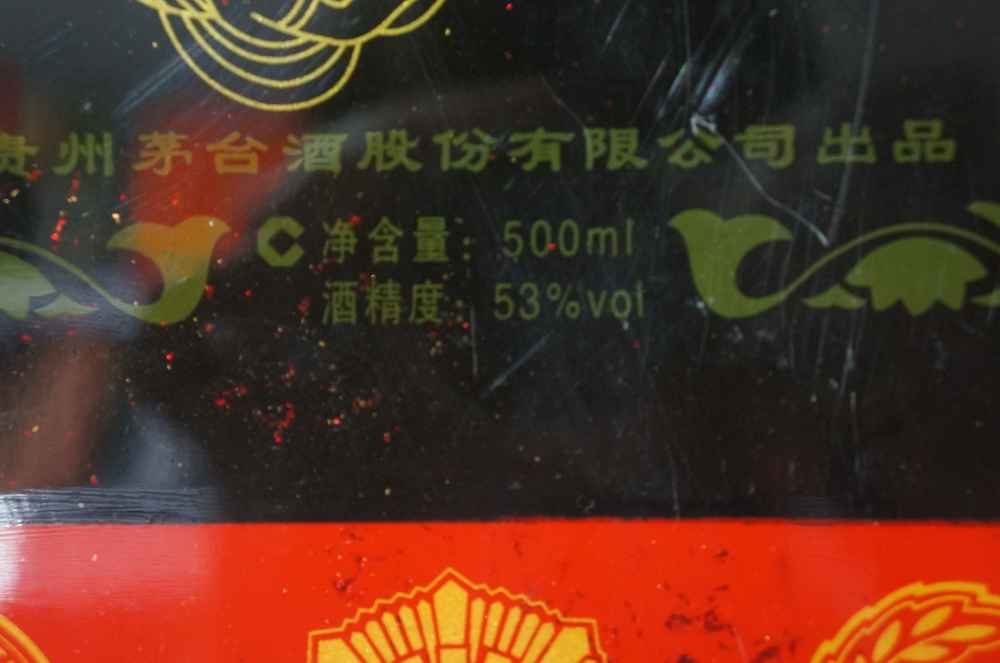 贵州茅台酒股份有限公司出品
C 净含量: 500ml
酒精度: 53%vol